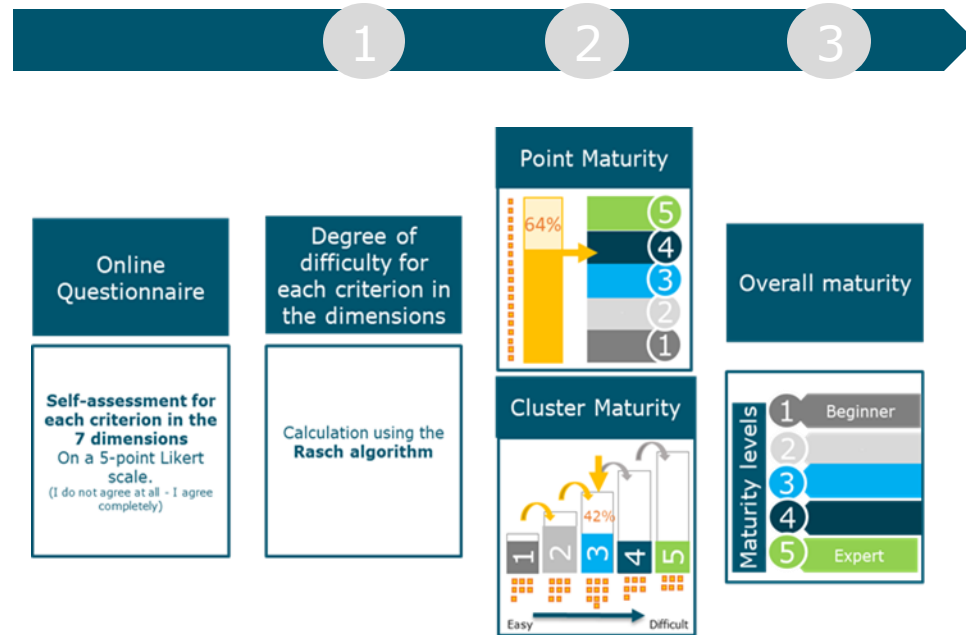 1
2
3
Online
Questionnaire
Self-assessment for
each criterion in the
7 dimensions
On a 5-point Likert
scale.
(I do not agree at all - I agree
completely)
Degree of
difficulty for
each criterion in
the dimensions
Calculation using the
Rasch algorithm
Point Maturity
64%
5
4
3
2
1
Cluster Maturity
42%
1
2
3
4
5
Easy
Difficult
Overall maturity
Maturity levels
1 Beginner
2
3
4
5 Expert